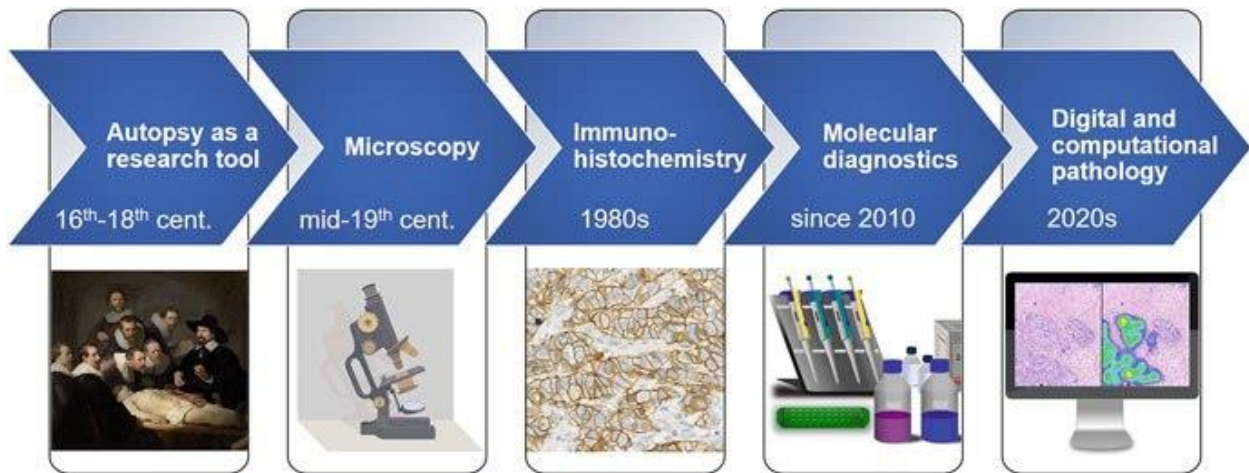 Autopsy as a
research tool
16th-18th cent.
Microscopy
mid-19th cent.
Immuno-
histochemistry
1980s
Molecular
diagnostics
since 2010
Digital and
computational
pathology
2020s